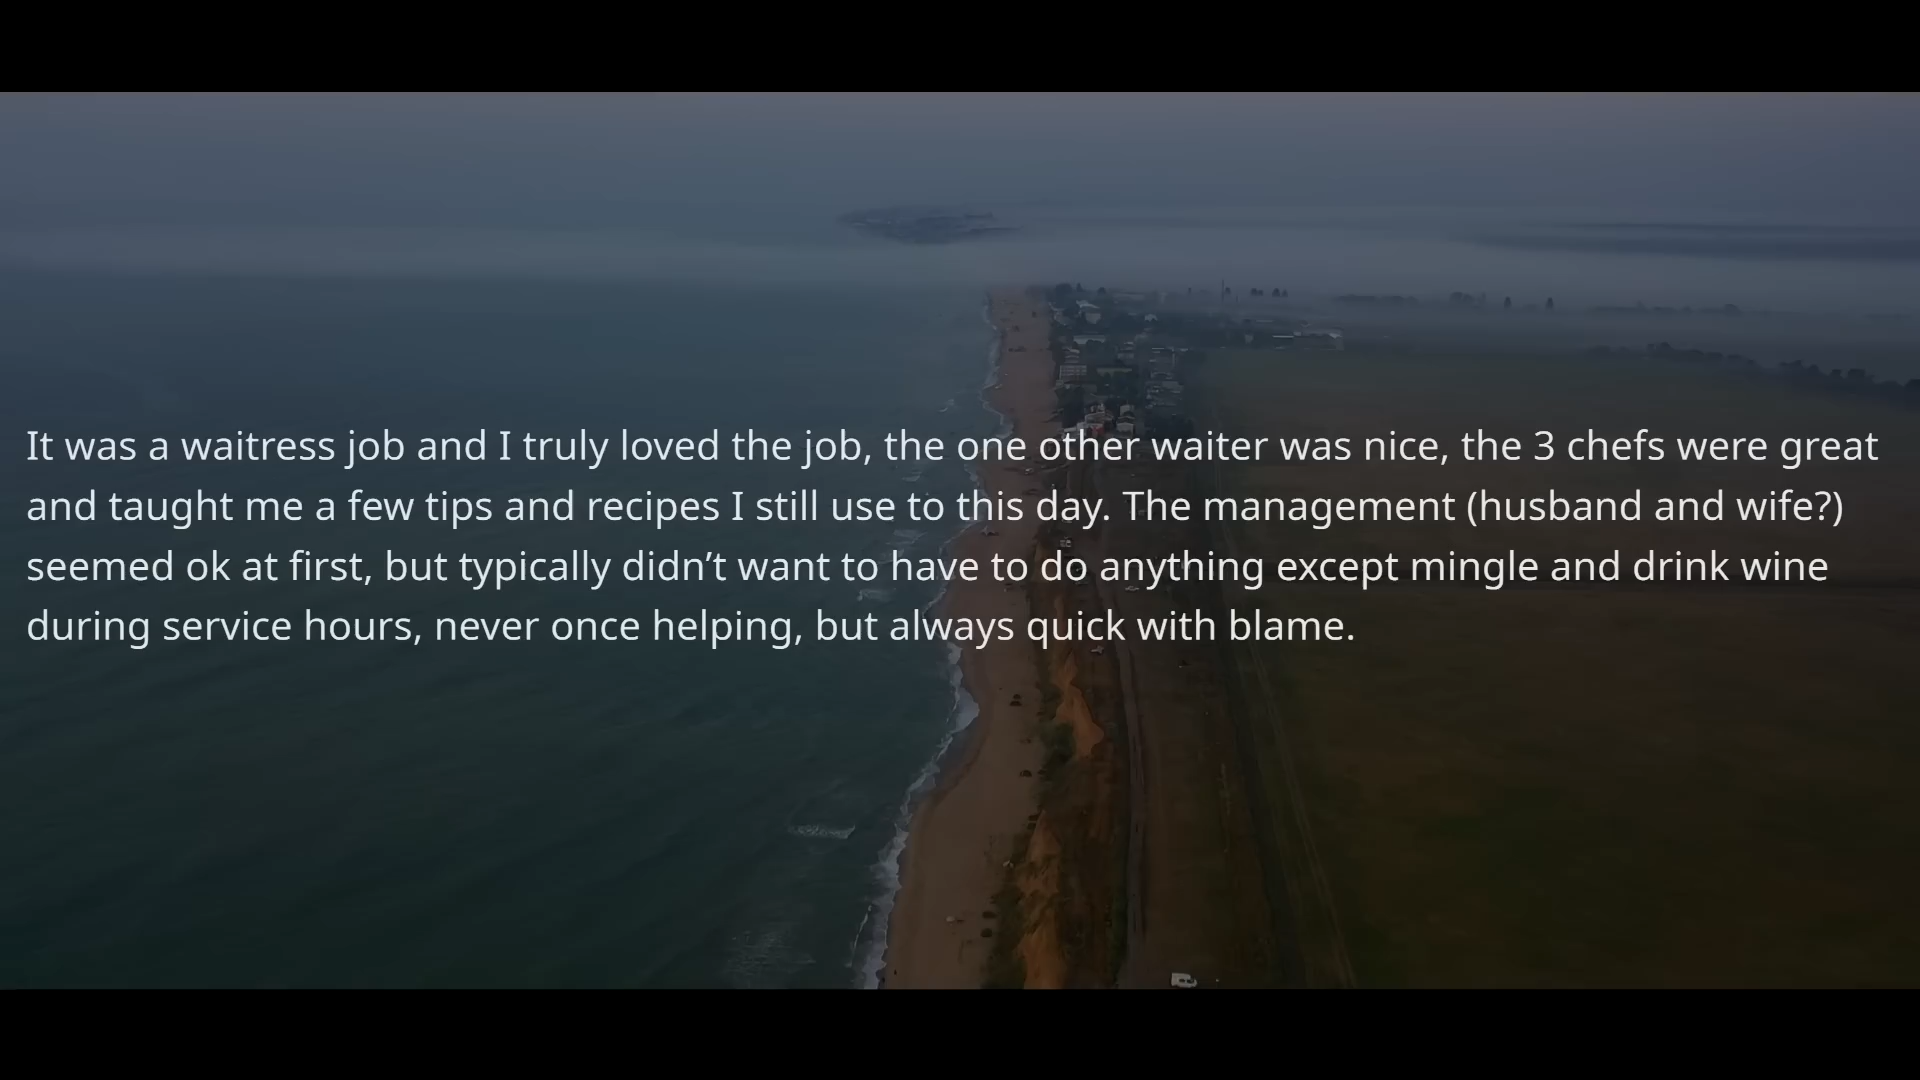 It was a waitress job and I truly loved the job, the one other waiter was nice, the 3 chefs were great
and taught me a few tips and recipes I still use to this day. The management (husband and wife?)
seemed ok at first, but typically didn’t want to have to do anything except mingle and drink wine
during service hours, never once helping, but always quick with blame.